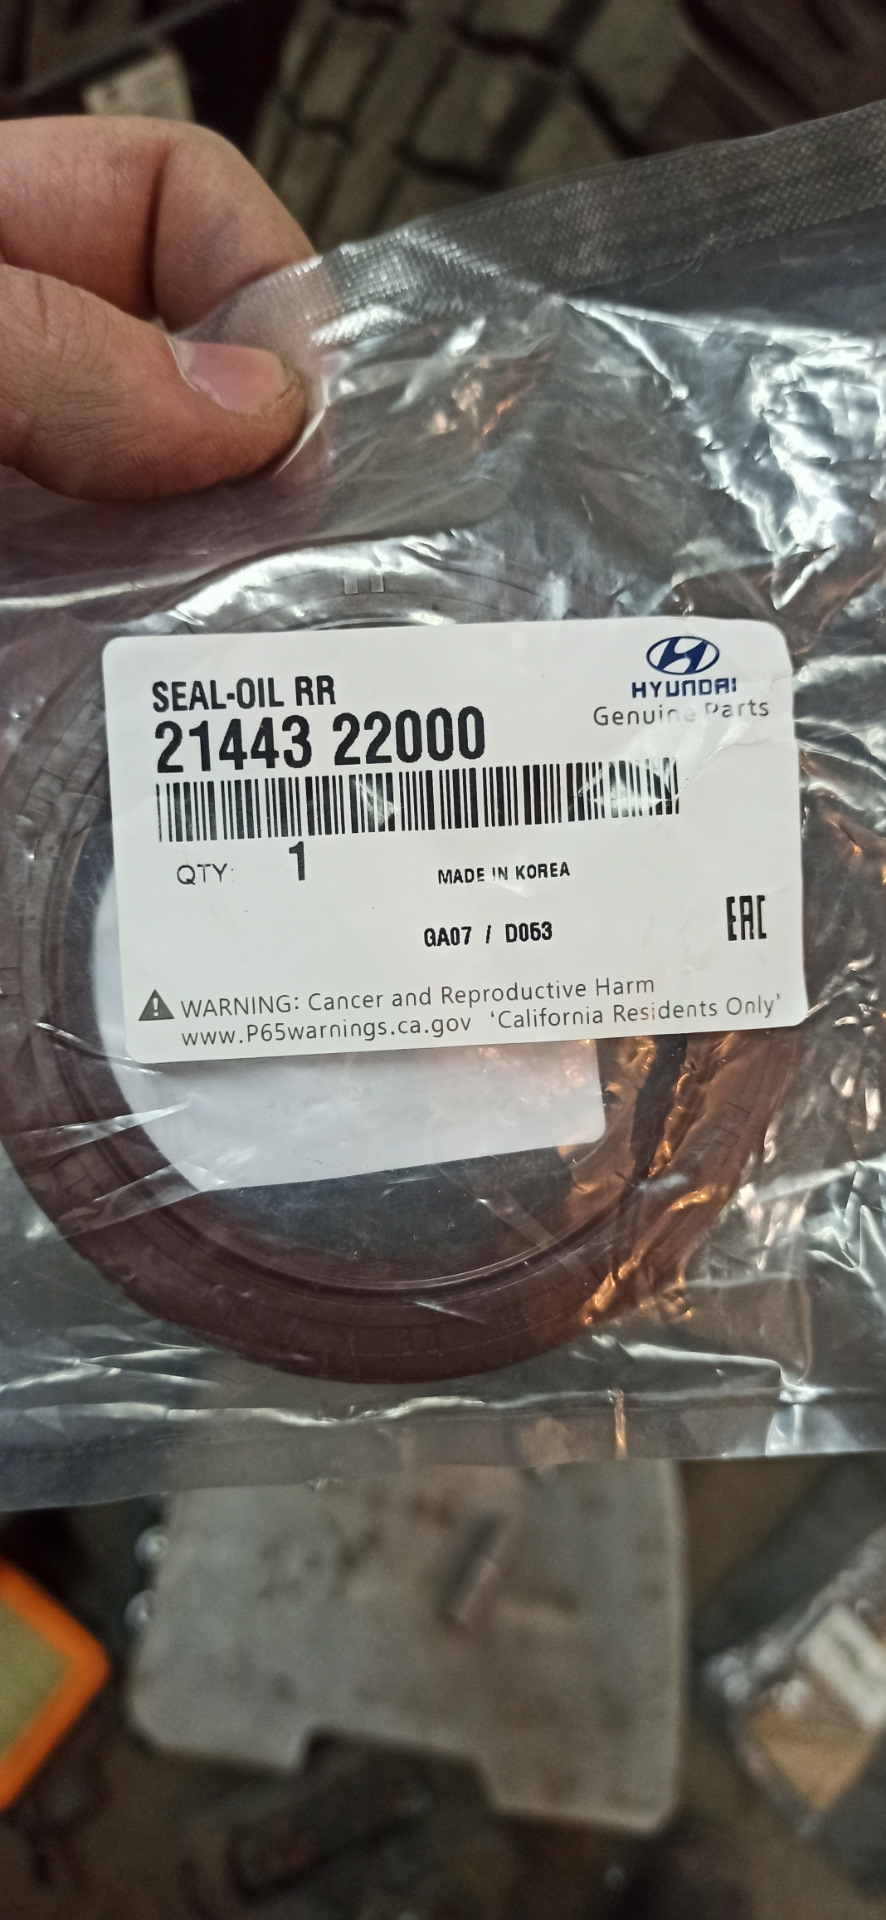 SEAL-OIL RR
21443 22000
HYUNDAI
Genuine Parts
QTY: 1
MADE IN KOREA
GA07 / D053
EAC
WARNING: Cancer and Reproductive Harm
www.P65warnings.ca.gov 'California Residents Only'